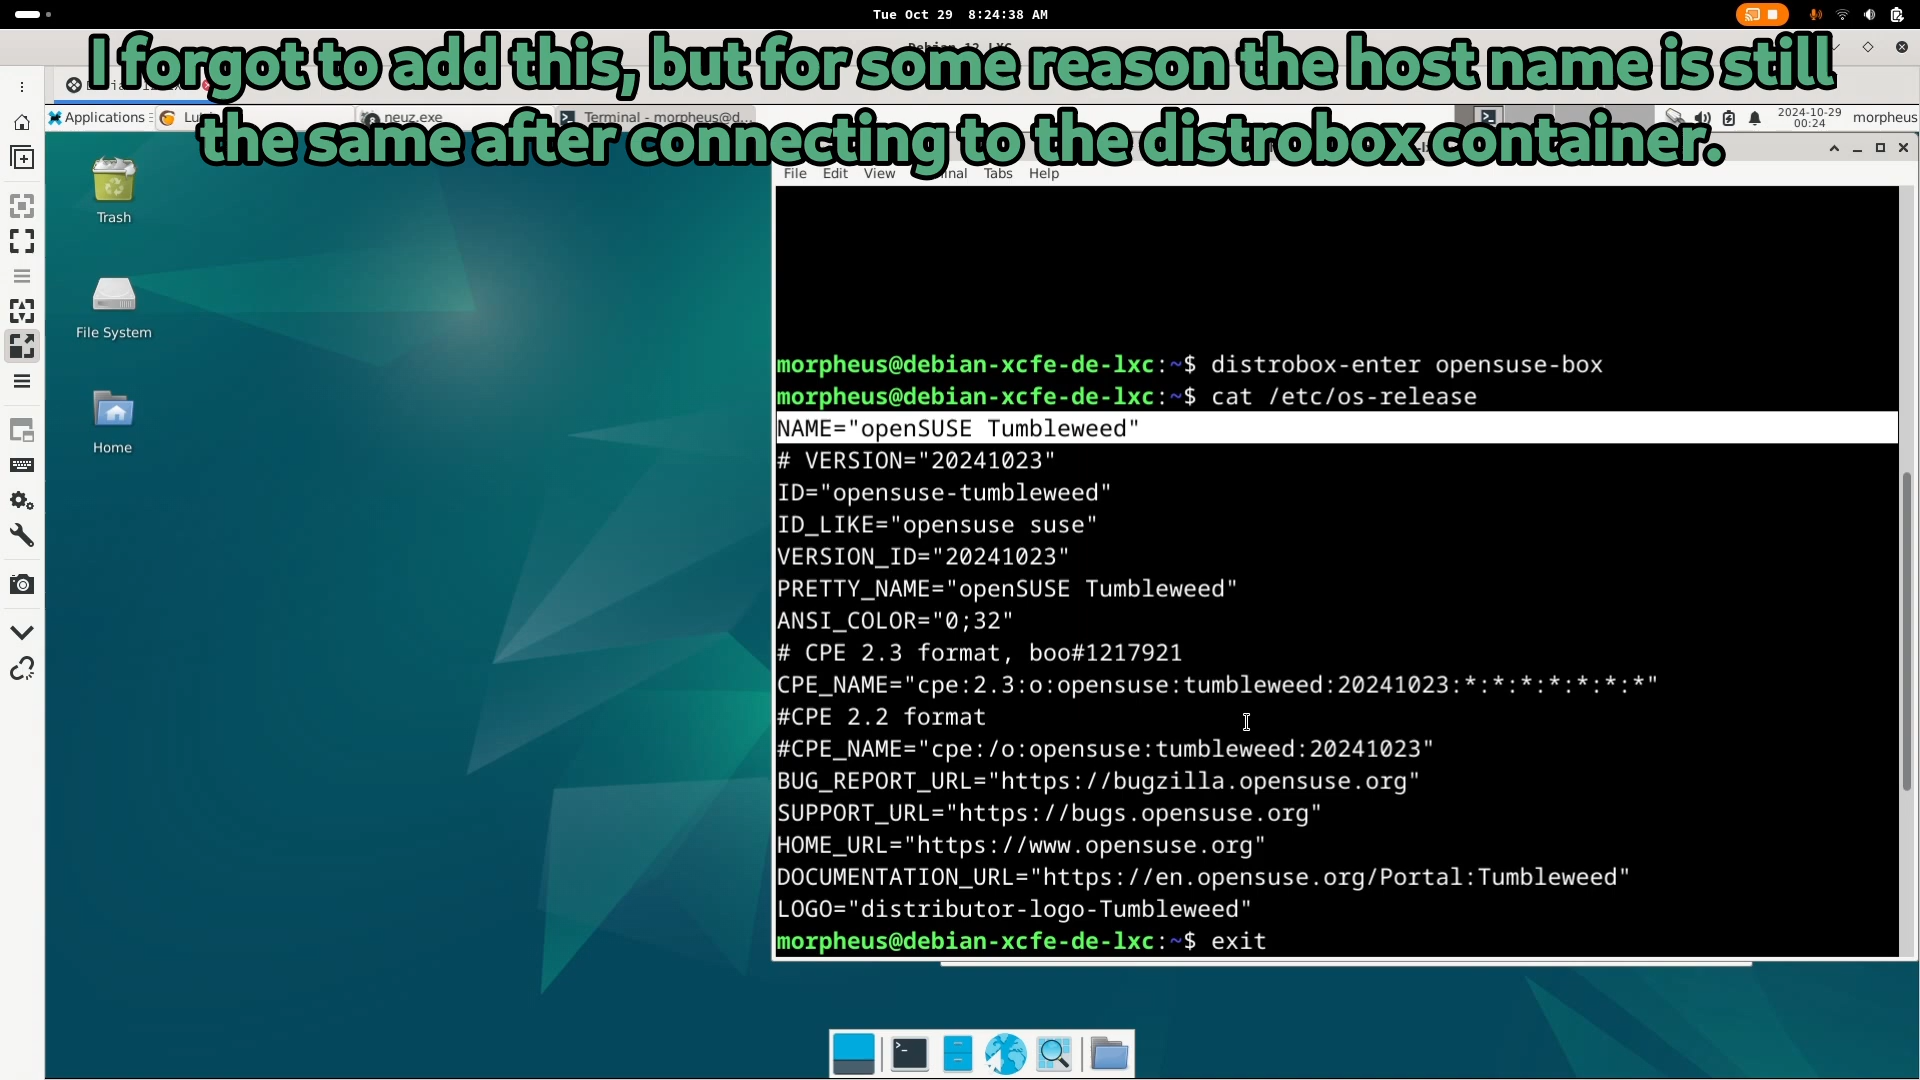 Tue Oct 29 8:24:38 AM
I forgot to add this, but for some reason the host name is still
the same after connecting to the distrobox container.
Applications
neuz.exe
Terminal - morpheus@d...
2024-10-29
00:24
morpheus
File Edit View Tabs Help
Trash
File System
Home
morpheus@debian-xcfe-de-lxc:~$ distrobox-enter opensuse-box
morpheus@debian-xcfe-de-lxc:~$ cat /etc/os-release
NAME="openSUSE Tumbleweed"
# VERSION="20241023"
ID="opensuse-tumbleweed"
ID_LIKE="opensuse suse"
VERSION_ID="20241023"
PRETTY_NAME="openSUSE Tumbleweed"
ANSI_COLOR="0;32"
# CPE 2.3 format, boo#1217921
CPE_NAME="cpe:2.3:o:opensuse:tumbleweed:20241023:*:*:*:*:*:*:*"
#CPE 2.2 format
#CPE_NAME="cpe:/o:opensuse:tumbleweed:20241023"
BUG_REPORT_URL="https://bugzilla.opensuse.org"
SUPPORT_URL="https://bugs.opensuse.org"
HOME_URL="https://www.opensuse.org"
DOCUMENTATION_URL="https://en.opensuse.org/Portal:Tumbleweed"
LOGO="distributor-logo-Tumbleweed"
morpheus@debian-xcfe-de-lxc:~$ exit